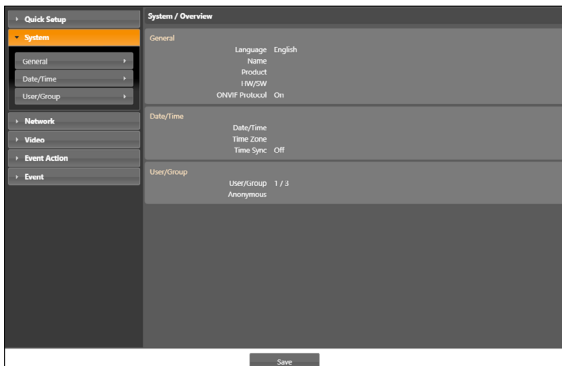 Quick Setup
System
General
Date/Time
User/Group
Network
Video
Event Action
Event
System / Overview
General
Language English
Name
Product
HW/SW
ONVIF Protocol On
Date/Time
Date/Time
Time Zone
Time Sync Off
User/Group
User/Group 1 / 3
Anonymous
Save